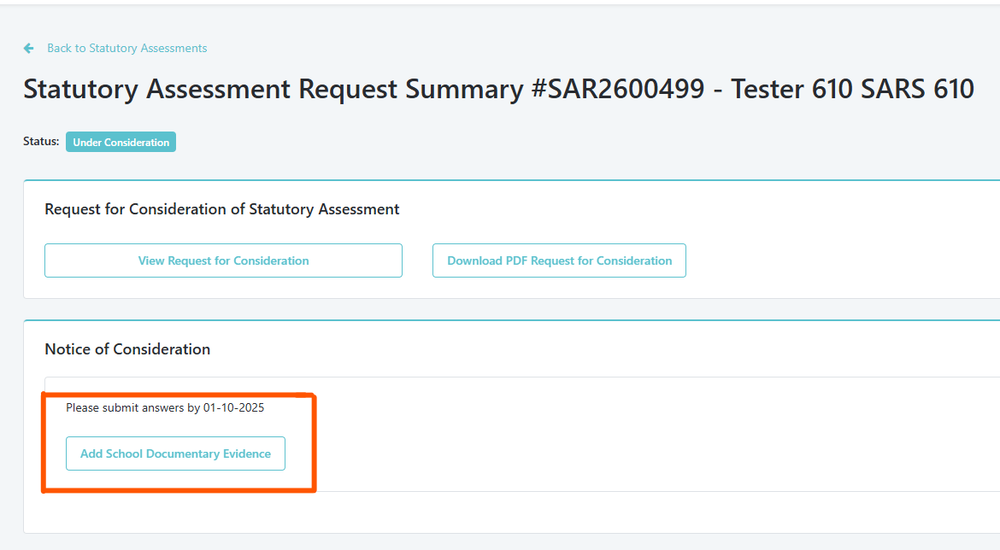 Back to Statutory Assessments
Statutory Assessment Request Summary #SAR2600499 - Tester 610 SARS 610
Status: Under Consideration
Request for Consideration of Statutory Assessment
View Request for Consideration
Download PDF Request for Consideration
Notice of Consideration
Please submit answers by 01-10-2025
Add School Documentary Evidence